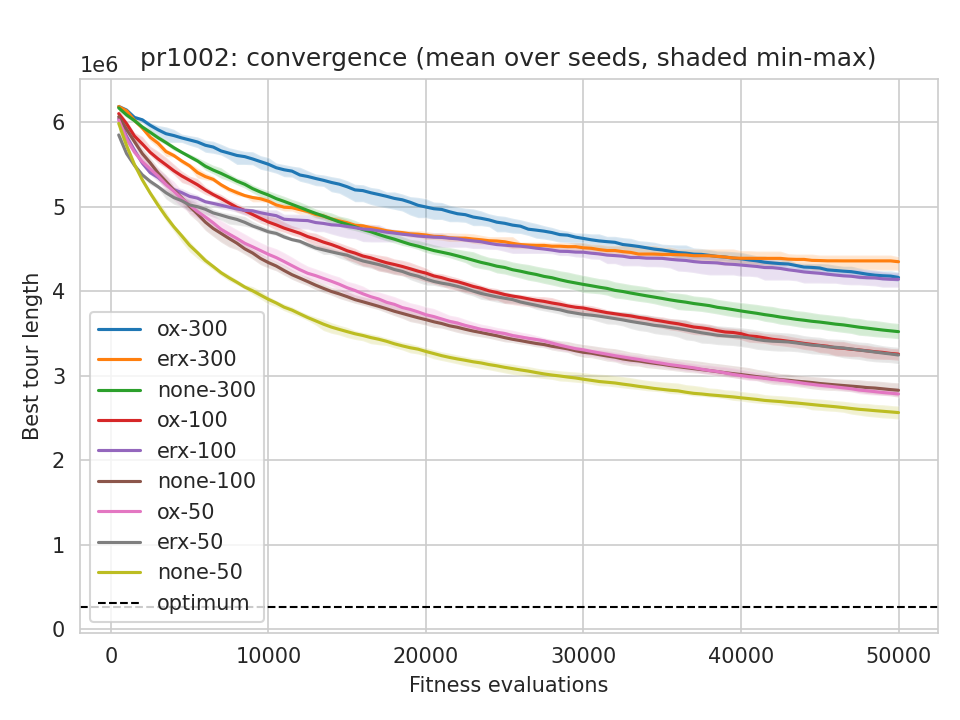 pr1002: convergence (mean over seeds, shaded min-max)
1e6
6
5
4
3
2
1
0
Best tour length
ox-300
erx-300
none-300
ox-100
erx-100
none-100
ox-50
erx-50
none-50
optimum
0 10000 20000 30000 40000 50000
Fitness evaluations